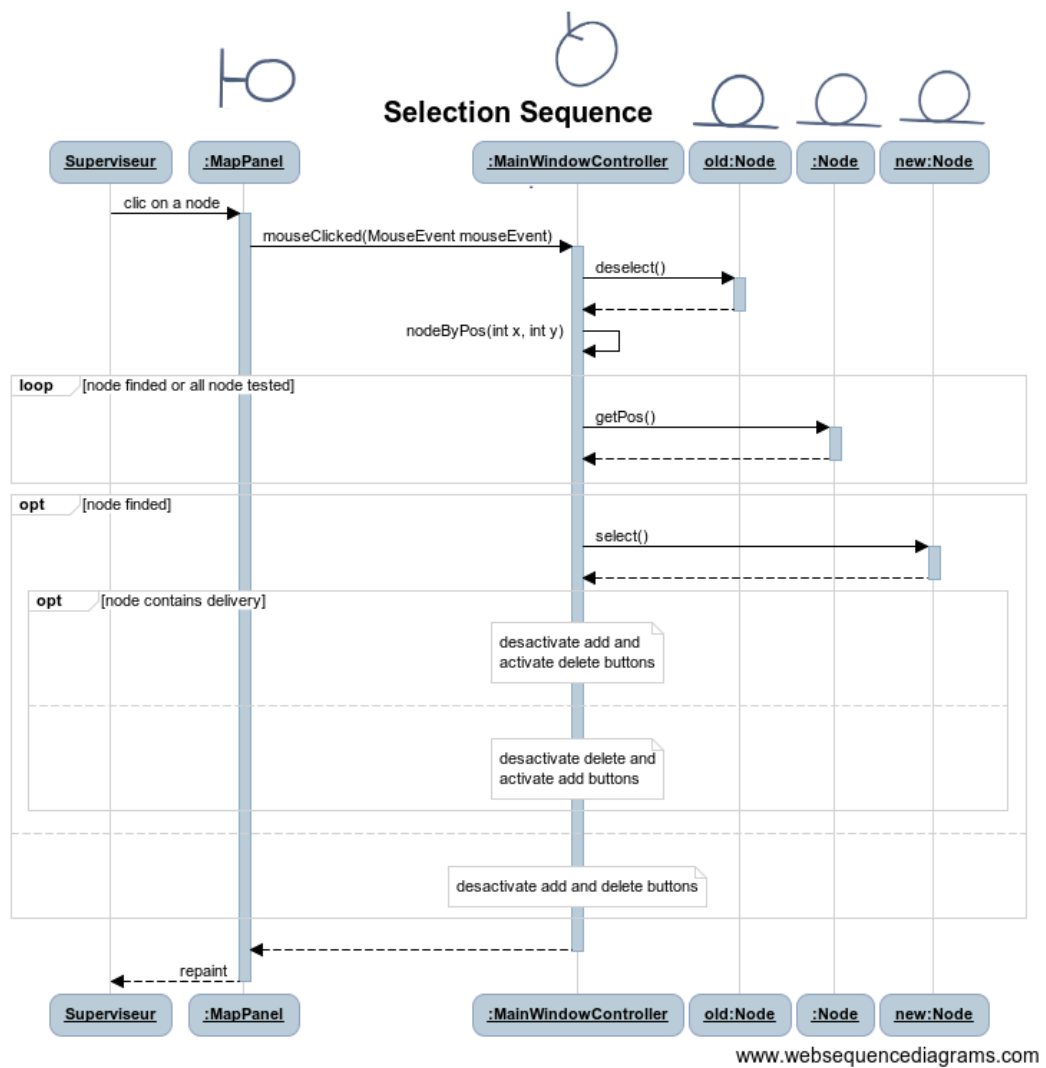 Selection Sequence
Superviseur
:MapPanel
:MainWindowController
old:Node
:Node
new:Node
clic on a node
mouseClicked(MouseEvent mouseEvent)
deselect()
nodeByPos(int x, int y)
loop
[node finded or all node tested]
getPos()
opt
[node finded]
select()
opt
[node contains delivery]
desactivate add and
activate delete buttons
desactivate delete and
activate add buttons
desactivate add and delete buttons
repaint
Superviseur
:MapPanel
:MainWindowController
old:Node
:Node
new:Node
www.websequencediagrams.com